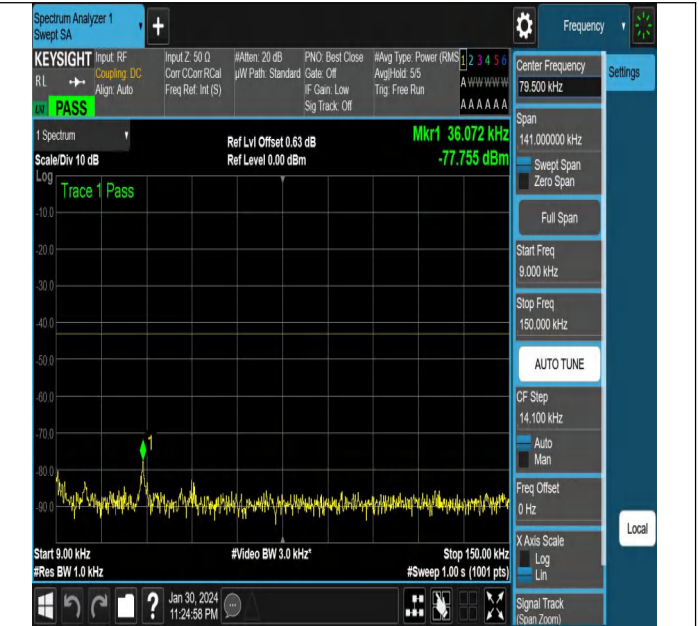 Spectrum Analyzer 1
Swept SA
+
Frequency
KEYSIGHT
RL
PASS
Input: RF
Coupling: DC
Align: Auto
Input Z: 50 Ω
Corr CCorr RCal
Freq Ref: Int (S)
#Atten: 20 dB
µW Path: Standard
PNO: Best Close
Gate: Off
IF Gain: Low
Sig Track: Off
#Avg Type: Power (RMS
Avg|Hold: 5/5
Trig: Free Run
1 2 3 4 5 6
A W W W W W
A A A A A A
1 Spectrum
Scale/Div 10 dB
Ref Lvl Offset 0.63 dB
Ref Level 0.00 dBm
Mkr1 36.072 kHz
-77.755 dBm
Log
Trace 1 Pass
-10.0
-20.0
-30.0
-40.0
-50.0
-60.0
-70.0
1
-80.0
-90.0
Start 9.00 kHz
#Res BW 1.0 kHz
#Video BW 3.0 kHz*
Stop 150.00 kHz
#Sweep 1.00 s (1001 pts)
?
Jan 30, 2024
11:24:58 PM
Center Frequency
79.500 kHz
Settings
Span
141.000000 kHz
Swept Span
Zero Span
Full Span
Start Freq
9.000 kHz
Stop Freq
150.000 kHz
AUTO TUNE
CF Step
14.100 kHz
Auto
Man
Freq Offset
0 Hz
X Axis Scale
Log
Lin
Local
Signal Track
(Span Zoom)